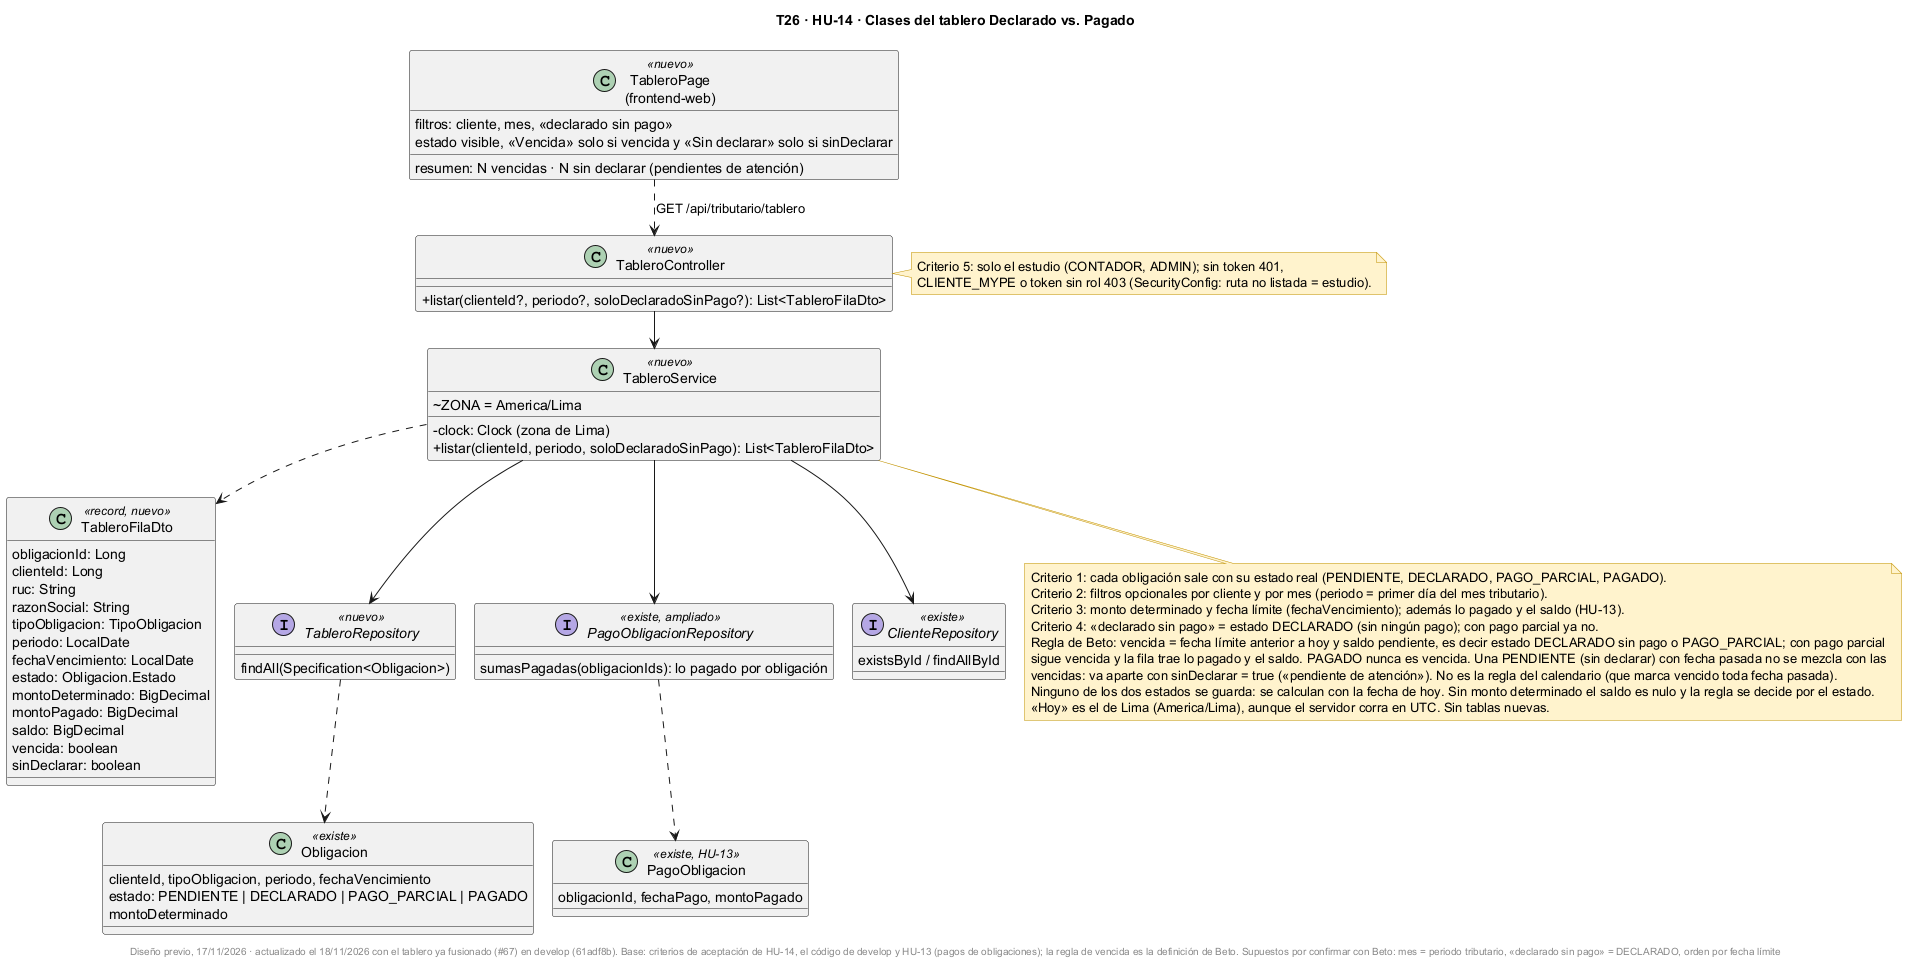 T26 · HU-14 · Clases del tablero Declarado vs. Pagado
«nuevo»
C
TableroPage
(frontend-web)
filtros: cliente, mes, «declarado sin pago»
estado visible, «Vencida» solo si vencida y «Sin declarar» solo si sinDeclarar
resumen: N vencidas · N sin declarar (pendientes de atención)
GET /api/tributario/tablero
«nuevo»
C
TableroController
+listar(clienteId?, periodo?, soloDeclaradoSinPago?): List<TableroFilaDto>
Criterio 5: solo el estudio (CONTADOR, ADMIN); sin token 401,
CLIENTE_MYPE o token sin rol 403 (SecurityConfig: ruta no listada = estudio).
«nuevo»
C
TableroService
~ZONA = America/Lima
-clock: Clock (zona de Lima)
+listar(clienteId, periodo, soloDeclaradoSinPago): List<TableroFilaDto>
«record, nuevo»
C
TableroFilaDto
obligacionId: Long
clienteId: Long
ruc: String
razonSocial: String
tipoObligacion: TipoObligacion
periodo: LocalDate
fechaVencimiento: LocalDate
estado: Obligacion.Estado
montoDeterminado: BigDecimal
montoPagado: BigDecimal
saldo: BigDecimal
vencida: boolean
sinDeclarar: boolean
«nuevo»
I
TableroRepository
findAll(Specification<Obligacion>)
«existe, ampliado»
I
PagoObligacionRepository
sumasPagadas(obligacionIds): lo pagado por obligación
«existe»
I
ClienteRepository
existsById / findAllById
Criterio 1: cada obligación sale con su estado real (PENDIENTE, DECLARADO, PAGO_PARCIAL, PAGADO).
Criterio 2: filtros opcionales por cliente y por mes (periodo = primer día del mes tributario).
Criterio 3: monto determinado y fecha límite (fechaVencimiento); además lo pagado y el saldo (HU-13).
Criterio 4: «declarado sin pago» = estado DECLARADO (sin ningún pago); con pago parcial ya no.
Regla de Beto: vencida = fecha límite anterior a hoy y saldo pendiente, es decir estado DECLARADO sin pago o PAGO_PARCIAL; con pago parcial
sigue vencida y la fila trae lo pagado y el saldo. PAGADO nunca es vencida. Una PENDIENTE (sin declarar) con fecha pasada no se mezcla con las
vencidas: va aparte con sinDeclarar = true («pendiente de atención»). No es la regla del calendario (que marca vencido toda fecha pasada).
Ninguno de los dos estados se guarda: se calculan con la fecha de hoy. Sin monto determinado el saldo es nulo y la regla se decide por el estado.
«Hoy» es el de Lima (America/Lima), aunque el servidor corra en UTC. Sin tablas nuevas.
«existe»
C
Obligacion
clienteId, tipoObligacion, periodo, fechaVencimiento
estado: PENDIENTE | DECLARADO | PAGO_PARCIAL | PAGADO
montoDeterminado
«existe, HU-13»
C
PagoObligacion
obligacionId, fechaPago, montoPagado
Diseño previo, 17/11/2026 · actualizado el 18/11/2026 con el tablero ya fusionado (#67) en develop (61adf8b). Base: criterios de aceptación de HU-14, el código de develop y HU-13 (pagos de obligaciones); la regla de vencida es la definición de Beto. Supuestos por confirmar con Beto: mes = periodo tributario, «declarado sin pago» = DECLARADO, orden por fecha límite